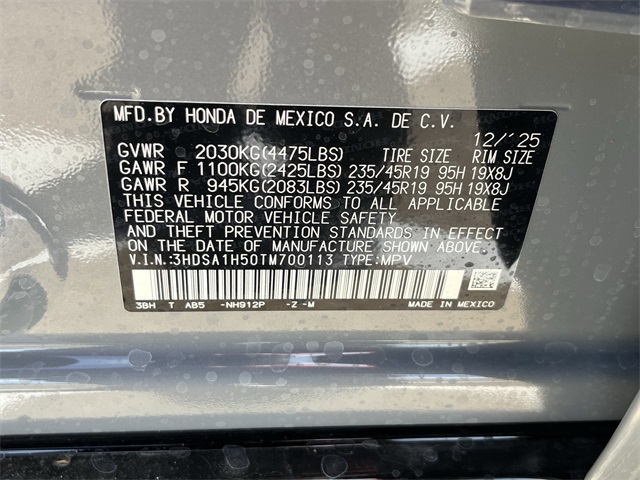 MFD.BY HONDA DE MEXICO S.A. DE C.V.
12/'25
GVWR 2030KG(4475LBS) TIRE SIZE RIM SIZE
GAWR F 1100KG(2425LBS) 235/45R19 95H 19X8J
GAWR R 945KG(2083LBS) 235/45R19 95H 19X8J
THIS VEHICLE CONFORMS TO ALL APPLICABLE
FEDERAL MOTOR VEHICLE SAFETY
AND THEFT PREVENTION STANDARDS IN EFFECT
ON THE DATE OF MANUFACTURE SHOWN ABOVE.
V.I.N.:3HDSA1H50TM700113 TYPE:MPV
3BH T AB5 -NH912P -Z -M MADE IN MEXICO